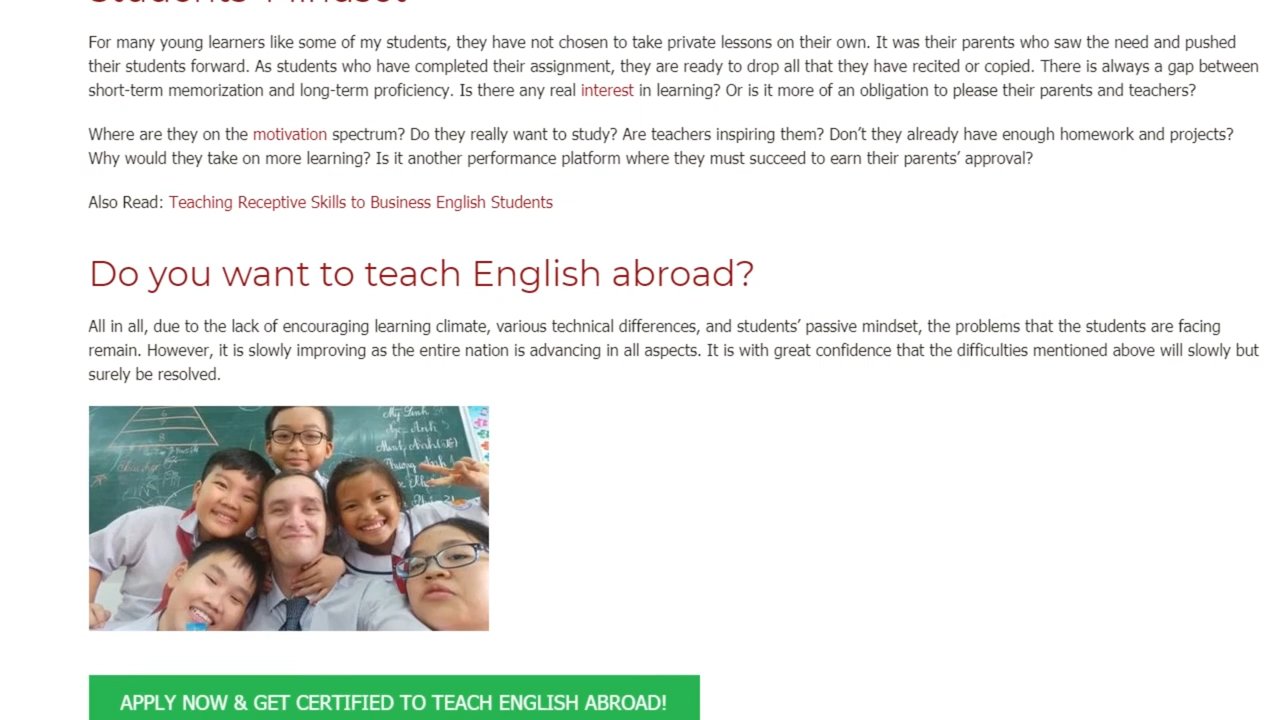 Students' Mindset
For many young learners like some of my students, they have not chosen to take private lessons on their own. It was their parents who saw the need and pushed
their students forward. As students who have completed their assignment, they are ready to drop all that they have recited or copied. There is always a gap between
short-term memorization and long-term proficiency. Is there any real interest in learning? Or is it more of an obligation to please their parents and teachers?
Where are they on the motivation spectrum? Do they really want to study? Are teachers inspiring them? Don’t they already have enough homework and projects?
Why would they take on more learning? Is it another performance platform where they must succeed to earn their parents’ approval?
Also Read: Teaching Receptive Skills to Business English Students
Do you want to teach English abroad?
All in all, due to the lack of encouraging learning climate, various technical differences, and students’ passive mindset, the problems that the students are facing
remain. However, it is slowly improving as the entire nation is advancing in all aspects. It is with great confidence that the difficulties mentioned above will slowly but
surely be resolved.
6
7
8
Anh
APPLY NOW & GET CERTIFIED TO TEACH ENGLISH ABROAD!